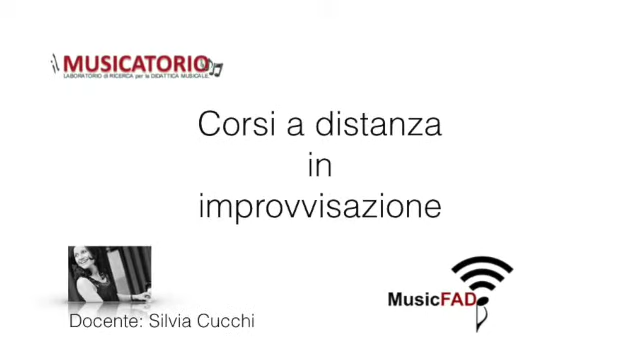 MUSICATORIO
LABORATORIO di RICERCA per la DIDATTICA MUSICALE
Corsi a distanza
in
improvvisazione
MusicFAD
Docente: Silvia Cucchi